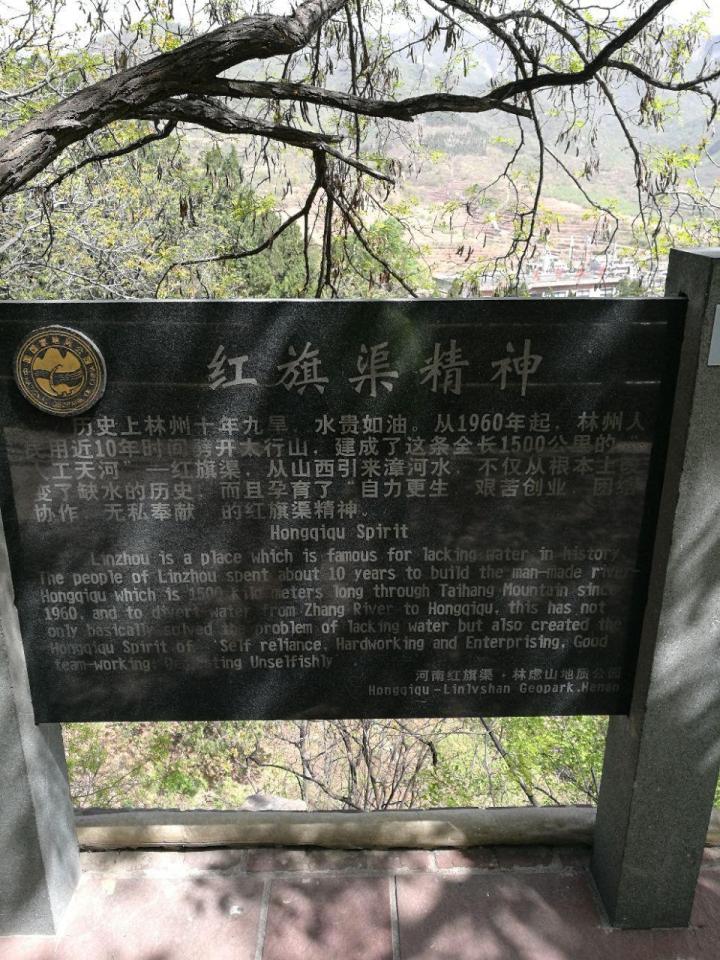 红旗渠精神
历史上林州十年九旱，水贵如油。从1960年起，林州人
民用近10年时间 劈开太行山，建成了这条全长1500公里的“
人工天河”—红旗渠，从山西引来漳河水，不仅从根本上改
变了缺水的历史 而且孕育了“自力更生 艰苦创业 团结
协作 无私奉献 的红旗渠精神。
Hongqiqu Spirit
Linzhou is a place which is famous for lacking water in history.
The people of Linzhou spent about 10 years to build the man-made river-
Hongqiqu which is 1500 kilometers long through Taihang Mountain since
1960, and to divert water from Zhang River to Hongqiqu, this has not
only basically solved the problem of lacking water but also created the
Hongqiqu Spirit of "Self reliance, Hardworking and Enterprising, Good
team-working, Unselfishly
河南红旗渠·林虑山地质公园
Hongqiqu-Linlvshan Geopark.Henan